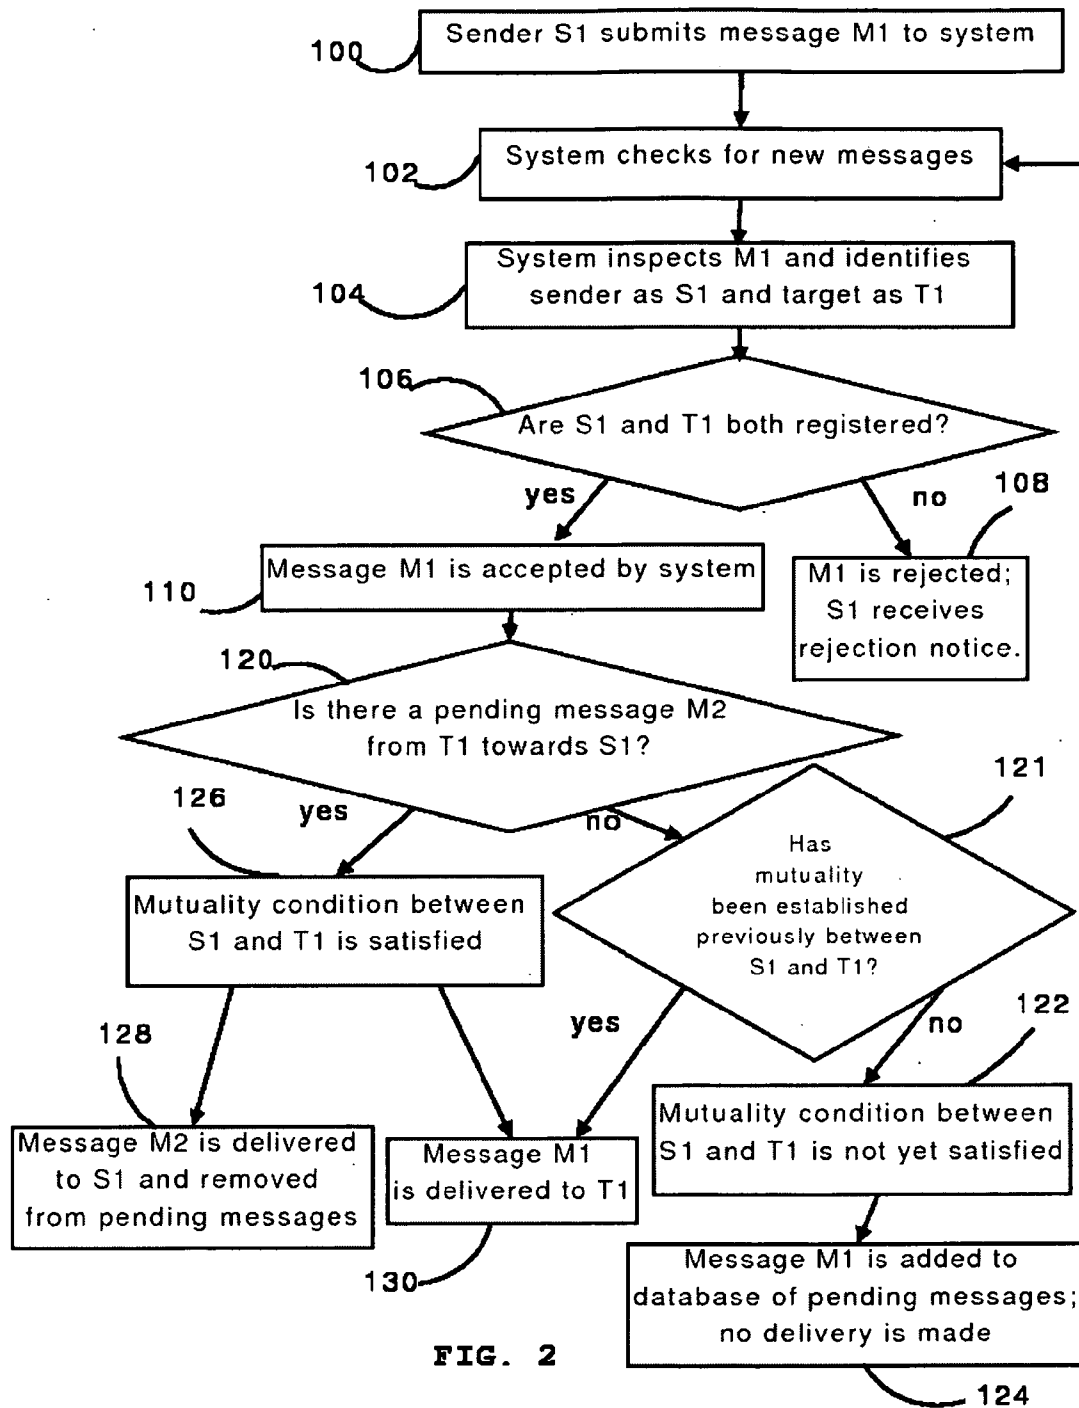 Sender S1 submits message M1 to system
100
System checks for new messages
102
System inspects M1 and identifies
sender as S1 and target as T1
104
106
Are S1 and T1 both registered?
yes
no
108
Message M1 is accepted by system
110
M1 is rejected;
S1 receives
rejection notice.
120
Is there a pending message M2
from T1 towards S1?
126
yes
no
121
Has
mutuality
been established
previously between
S1 and T1?
Mutuality condition between
S1 and T1 is satisfied
128
yes
no
122
Message M2 is delivered
to S1 and removed
from pending messages
Message M1
is delivered to T1
Mutuality condition between
S1 and T1 is not yet satisfied
130
Message M1 is added to
database of pending messages;
no delivery is made
FIG. 2
124